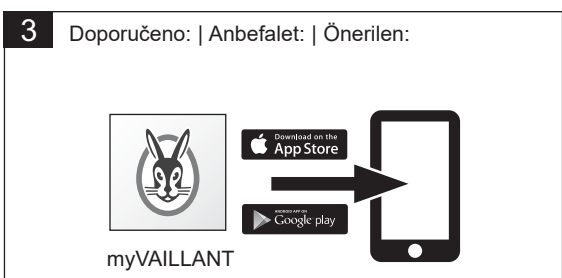 3 Doporučeno: | Anbefalet: | Önerilen:
Download on the
App Store
ANDROID APP ON
Google play
myVAILLANT